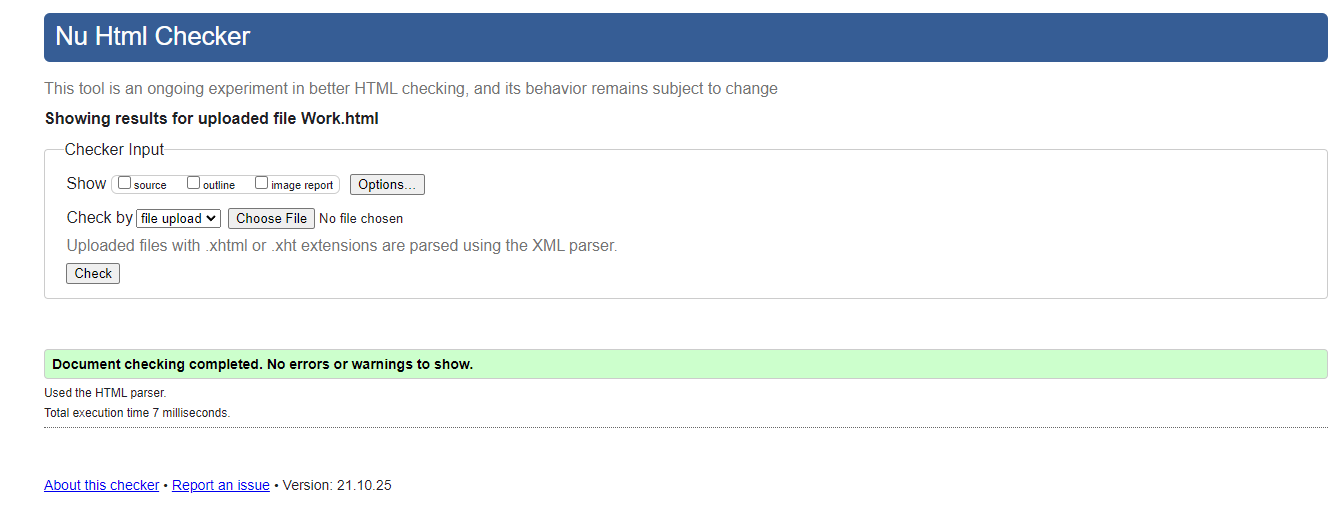 Nu Html Checker
This tool is an ongoing experiment in better HTML checking, and its behavior remains subject to change
Showing results for uploaded file Work.html
Checker Input
Show source outline image report Options...
Check by file upload Choose File No file chosen
Uploaded files with .xhtml or .xht extensions are parsed using the XML parser.
Check
Document checking completed. No errors or warnings to show.
Used the HTML parser.
Total execution time 7 milliseconds.
About this checker • Report an issue • Version: 21.10.25